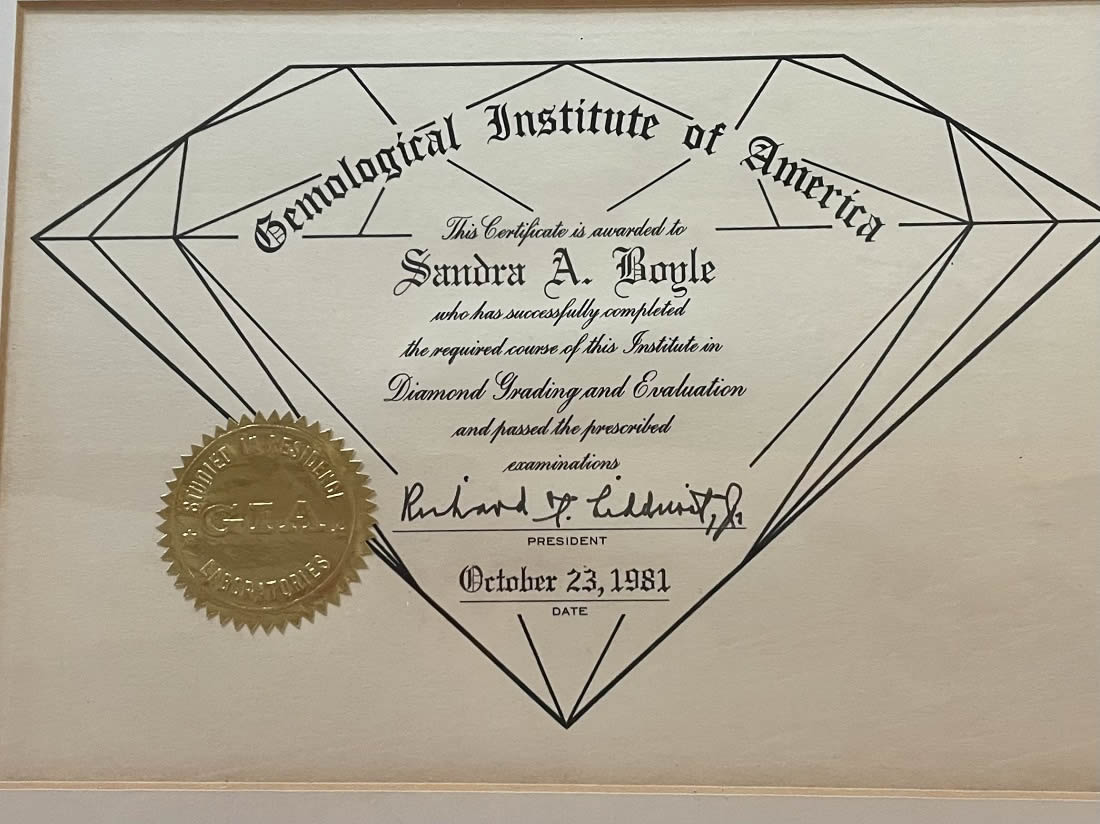 Gemological Institute of America
This Certificate is awarded to
Sandra A. Boyle
who has successfully completed
the required course of this Institute in
Diamond Grading and Evaluation
and passed the prescribed
examinations
Richard T. Liddicoat, Jr.
PRESIDENT
October 23, 1981
DATE
STUDIED IN RESIDENCE
G.I.A.
LABORATORIES